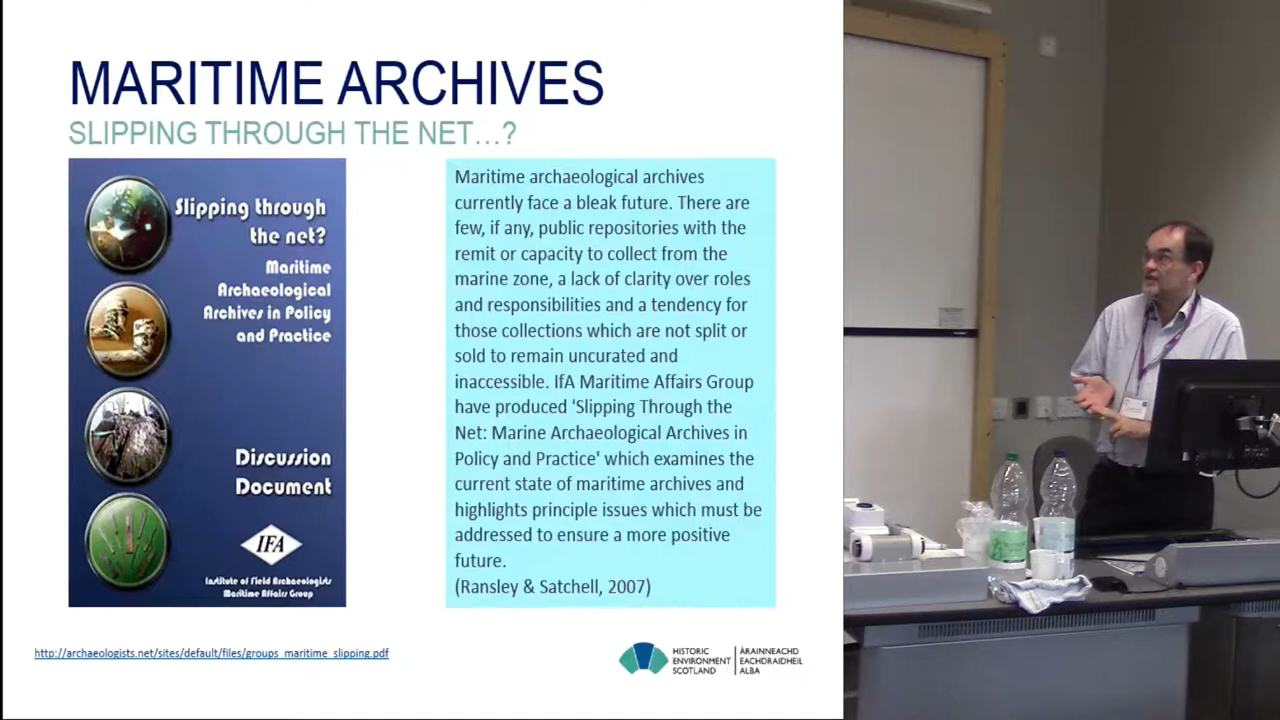 MARITIME ARCHIVES
SLIPPING THROUGH THE NET…?
Slipping through
the net?
Maritime
Archaeological
Archives in Policy
and Practice
Discussion
Document
IFA
Institute of Field Archaeologists
Maritime Affairs Group
Maritime archaeological archives
currently face a bleak future. There are
few, if any, public repositories with the
remit or capacity to collect from the
marine zone, a lack of clarity over roles
and responsibilities and a tendency for
those collections which are not split or
sold to remain uncurated and
inaccessible. IfA Maritime Affairs Group
have produced 'Slipping Through the
Net: Marine Archaeological Archives in
Policy and Practice' which examines the
current state of maritime archives and
highlights principle issues which must be
addressed to ensure a more positive
future.
(Ransley & Satchell, 2007)
http://archaeologists.net/sites/default/files/groups_maritime_slipping.pdf
HISTORIC
ENVIRONMENT
SCOTLAND
ÀRAINNEACHD
EACHDRAIDHEIL
ALBA